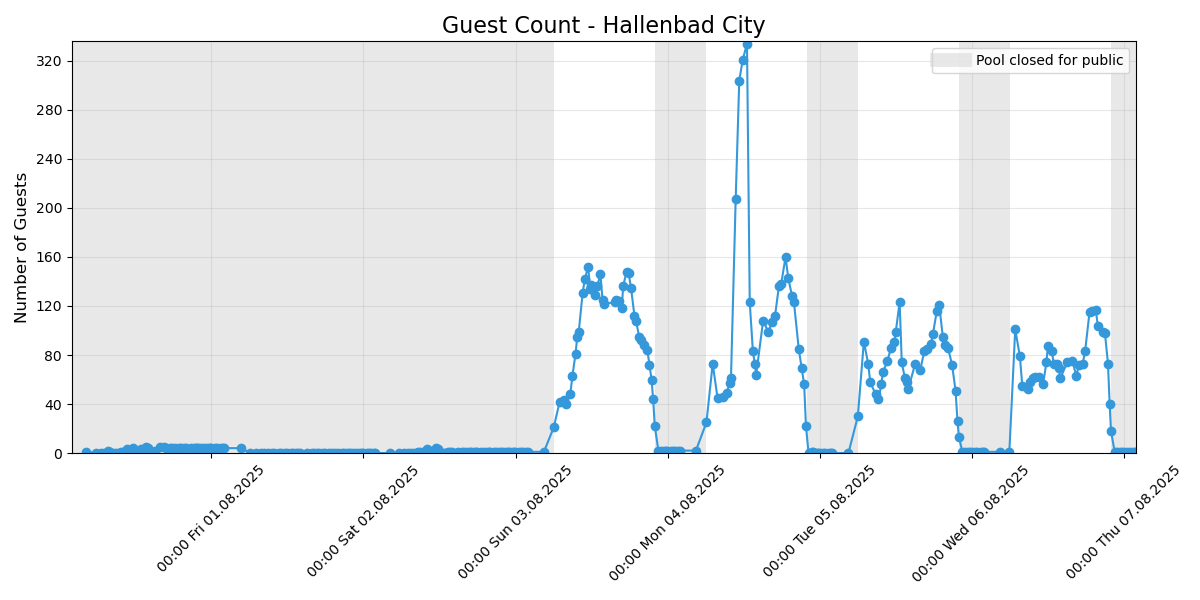 Guest Count - Hallenbad City
Pool closed for public
Number of Guests
320
280
240
200
160
120
80
40
0
00:00 Fri 01.08.2025
00:00 Sat 02.08.2025
00:00 Sun 03.08.2025
00:00 Mon 04.08.2025
00:00 Tue 05.08.2025
00:00 Wed 06.08.2025
00:00 Thu 07.08.2025